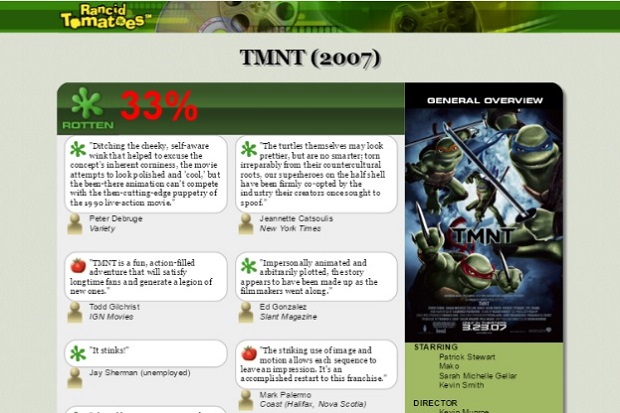 Rancid
Tomatoes™
TMNT (2007)
ROTTEN
33%
"Ditching the cheeky, self-aware
wink that helped to excuse the
concept's inherent corniness, the movie
attempts to look polished and 'cool,' but
the been-there animation can't compete
with the then-cutting-edge puppetry of
the 1990 live-action movie."
Peter Debruge
Variety
"TMNT is a fun, action-filled
adventure that will satisfy
longtime fans and generate a legion of
new ones."
Todd Gilchrist
IGN Movies
"It stinks!"
Jay Sherman (unemployed)
"The turtles themselves may look
prettier, but are no smarter; torn
irreparably from their countercultural
roots, our superheroes on the half shell
have been firmly co-opted by the
industry their creators once sought to
spoof."
Jeannette Catsoulis
New York Times
"Impersonally animated and
arbitrarily plotted, the story
appears to have been made up as the
filmmakers went along."
Ed Gonzalez
Slant Magazine
"The striking use of image and
motion allows each sequence
to leave an impression. It's an
accomplished restart to this franchise."
Mark Palermo
Coast (Halifax, Nova Scotia)
GENERAL OVERVIEW
TMNT
TMNT
3.23.07
STARRING
Patrick Stewart
Mako
Sarah Michelle Gellar
Kevin Smith
DIRECTOR
Kevin Munroe